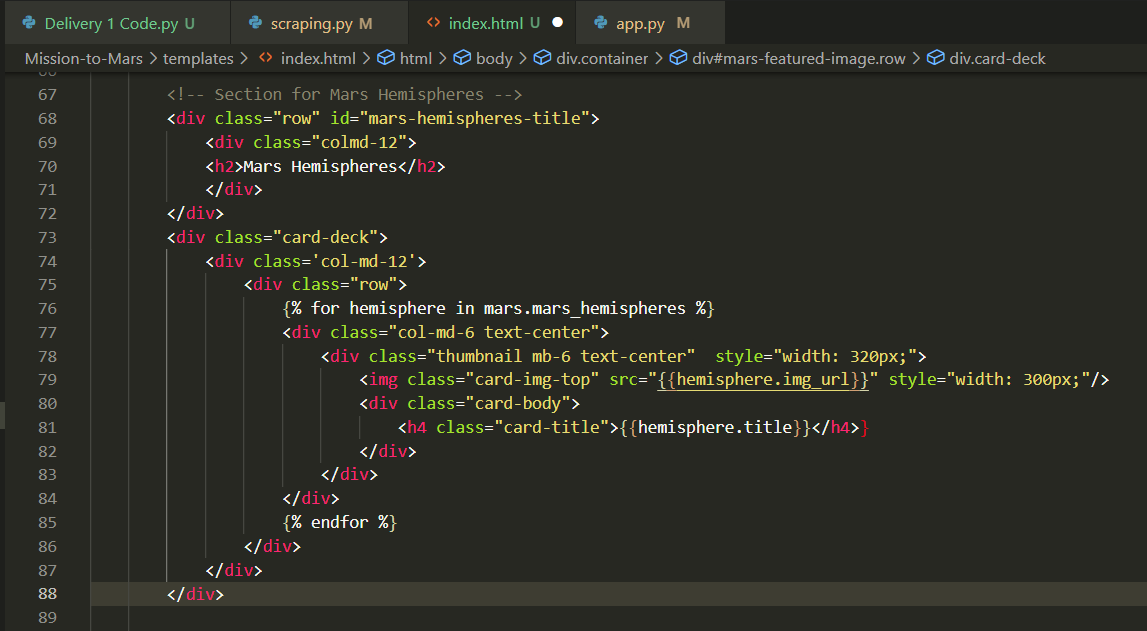 Delivery 1 Code.py U
scraping.py M
<> index.html U
app.py M
Mission-to-Mars > templates > <> index.html > html > body > div.container > div#mars-featured-image.row > div.card-deck
67 <!-- Section for Mars Hemispheres -->
68 <div class="row" id="mars-hemispheres-title">
69 <div class="colmd-12">
70 <h2>Mars Hemispheres</h2>
71 </div>
72 </div>
73 <div class="card-deck">
74 <div class='col-md-12'>
75 <div class="row">
76 {% for hemisphere in mars.mars_hemispheres %}
77 <div class="col-md-6 text-center">
78 <div class="thumbnail mb-6 text-center"  style="width: 320px;">
79 <img class="card-img-top" src="{{hemisphere.img_url}}" style="width: 300px;"/>
80 <div class="card-body">
81 <h4 class="card-title">{{hemisphere.title}}</h4>}
82 </div>
83 </div>
84 </div>
85 {% endfor %}
86 </div>
87 </div>
88 </div>
89